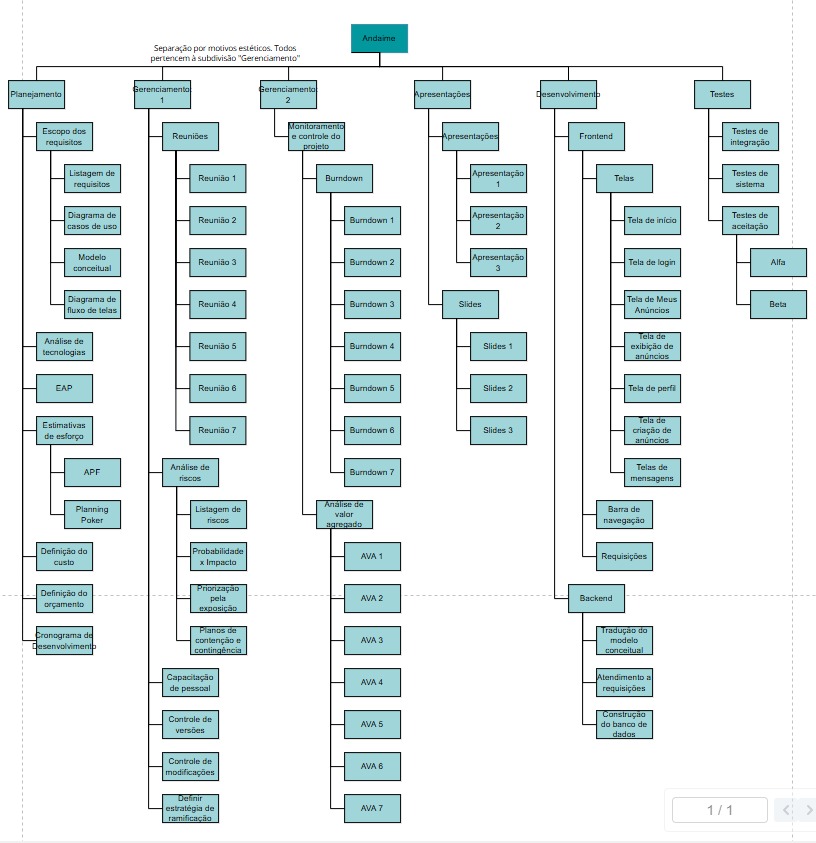 Andaime
Separação por motivos estéticos. Todos
pertencem à subdivisão "Gerenciamento"
Planejamento
Escopo dos
requisitos
Listagem de
requisitos
Diagrama de
casos de uso
Modelo
conceitual
Diagrama de
fluxo de telas
Análise de
tecnologias
EAP
Estimativas
de esforço
APF
Planning
Poker
Definição do
custo
Definição do
orçamento
Cronograma de
Desenvolvimento
Gerenciamento:
1
Reuniões
Reunião 1
Reunião 2
Reunião 3
Reunião 4
Reunião 5
Reunião 6
Reunião 7
Análise de
riscos
Listagem de
riscos
Probabilidade
x Impacto
Priorização
pela
exposição
Planos de
contenção e
contingência
Capacitação
de pessoal
Controle de
versões
Controle de
modificações
Definir
estratégia de
ramificação
Gerenciamento:
2
Monitoramento
e controle do
projeto
Burndown
Burndown 1
Burndown 2
Burndown 3
Burndown 4
Burndown 5
Burndown 6
Burndown 7
Análise de
valor
agregado
AVA 1
AVA 2
AVA 3
AVA 4
AVA 5
AVA 6
AVA 7
Apresentações
Apresentações
Apresentação
1
Apresentação
2
Apresentação
3
Slides
Slides 1
Slides 2
Slides 3
Desenvolvimento
Frontend
Telas
Tela de início
Tela de login
Tela de Meus
Anúncios
Tela de
exibição de
anúncios
Tela de perfil
Tela de
criação de
anúncios
Telas de
mensagens
Barra de
navegação
Requisições
Backend
Tradução do
modelo
conceitual
Atendimento a
requisições
Construção
do banco de
dados
Testes
Testes de
integração
Testes de
sistema
Testes de
aceitação
Alfa
Beta
1 / 1